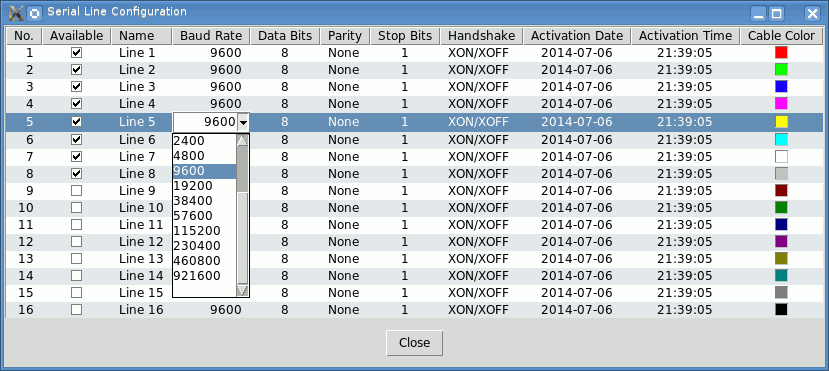 Serial Line Configuration
No. Available Name Baud Rate Data Bits Parity Stop Bits Handshake Activation Date Activation Time Cable Color
1 Line 1 9600 8 None 1 XON/XOFF 2014-07-06 21:39:05
2 Line 2 9600 8 None 1 XON/XOFF 2014-07-06 21:39:05
3 Line 3 9600 8 None 1 XON/XOFF 2014-07-06 21:39:05
4 Line 4 9600 8 None 1 XON/XOFF 2014-07-06 21:39:05
5 Line 5 9600 8 None 1 XON/XOFF 2014-07-06 21:39:05
6 Line 6 8 None 1 XON/XOFF 2014-07-06 21:39:05
7 Line 7 8 None 1 XON/XOFF 2014-07-06 21:39:05
8 Line 8 8 None 1 XON/XOFF 2014-07-06 21:39:05
9 Line 9 8 None 1 XON/XOFF 2014-07-06 21:39:05
10 Line 10 8 None 1 XON/XOFF 2014-07-06 21:39:05
11 Line 11 8 None 1 XON/XOFF 2014-07-06 21:39:05
12 Line 12 8 None 1 XON/XOFF 2014-07-06 21:39:05
13 Line 13 8 None 1 XON/XOFF 2014-07-06 21:39:05
14 Line 14 8 None 1 XON/XOFF 2014-07-06 21:39:05
15 Line 15 8 None 1 XON/XOFF 2014-07-06 21:39:05
16 Line 16 9600 8 None 1 XON/XOFF 2014-07-06 21:39:05
2400
4800
9600
19200
38400
57600
115200
230400
460800
921600
Close